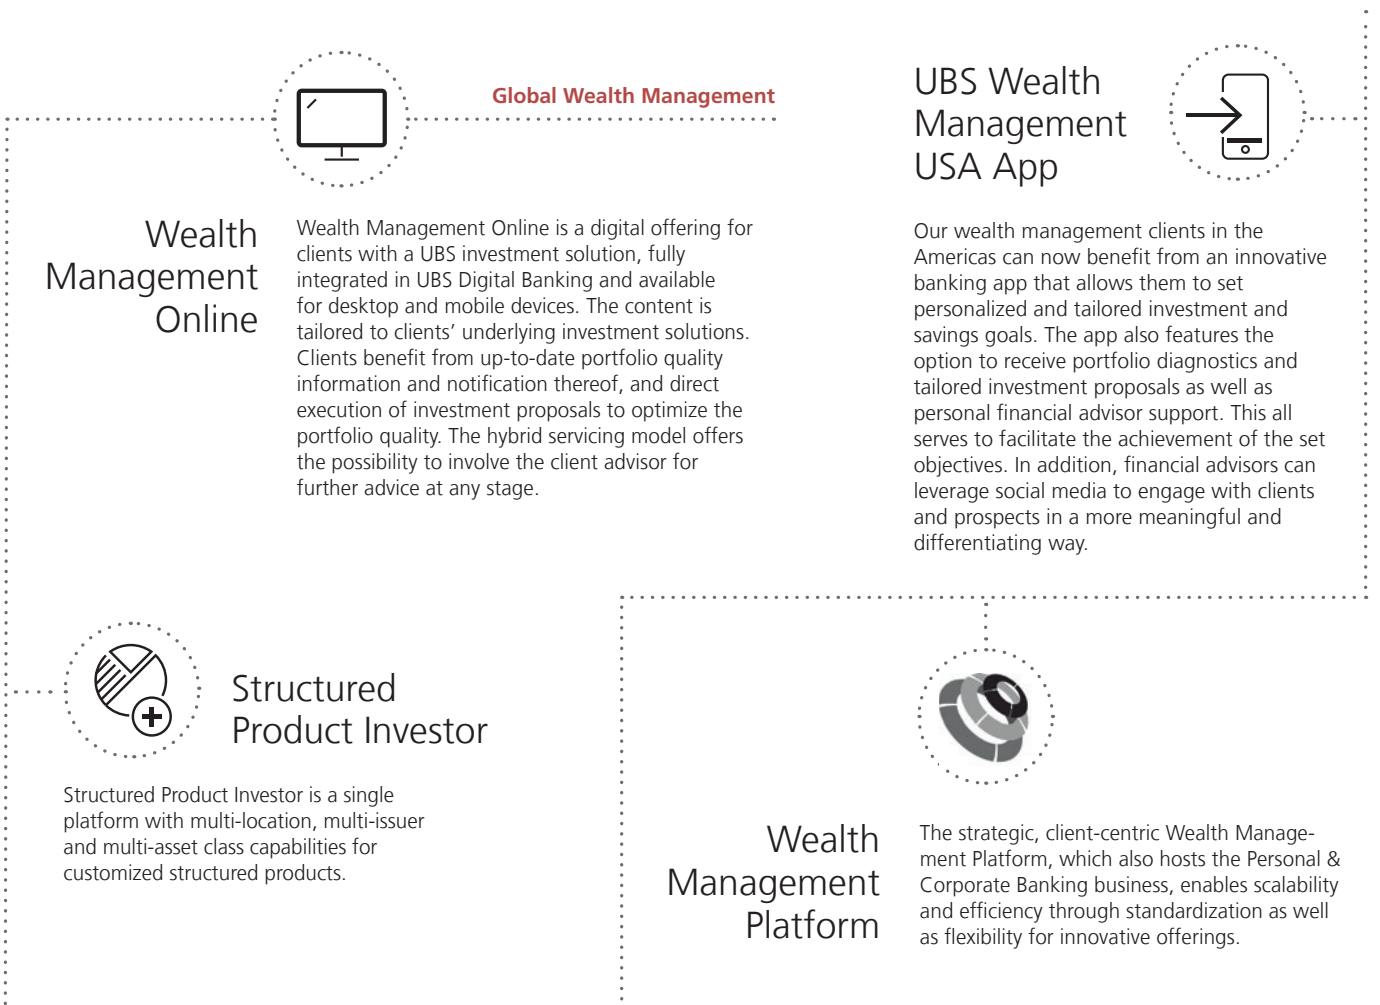 Global Wealth Management
Wealth
Management
Online
Wealth Management Online is a digital offering for
clients with a UBS investment solution, fully
integrated in UBS Digital Banking and available
for desktop and mobile devices. The content is
tailored to clients’ underlying investment solutions.
Clients benefit from up-to-date portfolio quality
information and notification thereof, and direct
execution of investment proposals to optimize the
portfolio quality. The hybrid servicing model offers
the possibility to involve the client advisor for
further advice at any stage.
UBS Wealth
Management
USA App
Our wealth management clients in the
Americas can now benefit from an innovative
banking app that allows them to set
personalized and tailored investment and
savings goals. The app also features the
option to receive portfolio diagnostics and
tailored investment proposals as well as
personal financial advisor support. This all
serves to facilitate the achievement of the set
objectives. In addition, financial advisors can
leverage social media to engage with clients
and prospects in a more meaningful and
differentiating way.
Structured
Product Investor
Structured Product Investor is a single
platform with multi-location, multi-issuer
and multi-asset class capabilities for
customized structured products.
Wealth
Management
Platform
The strategic, client-centric Wealth Manage-
ment Platform, which also hosts the Personal &
Corporate Banking business, enables scalability
and efficiency through standardization as well
as flexibility for innovative offerings.